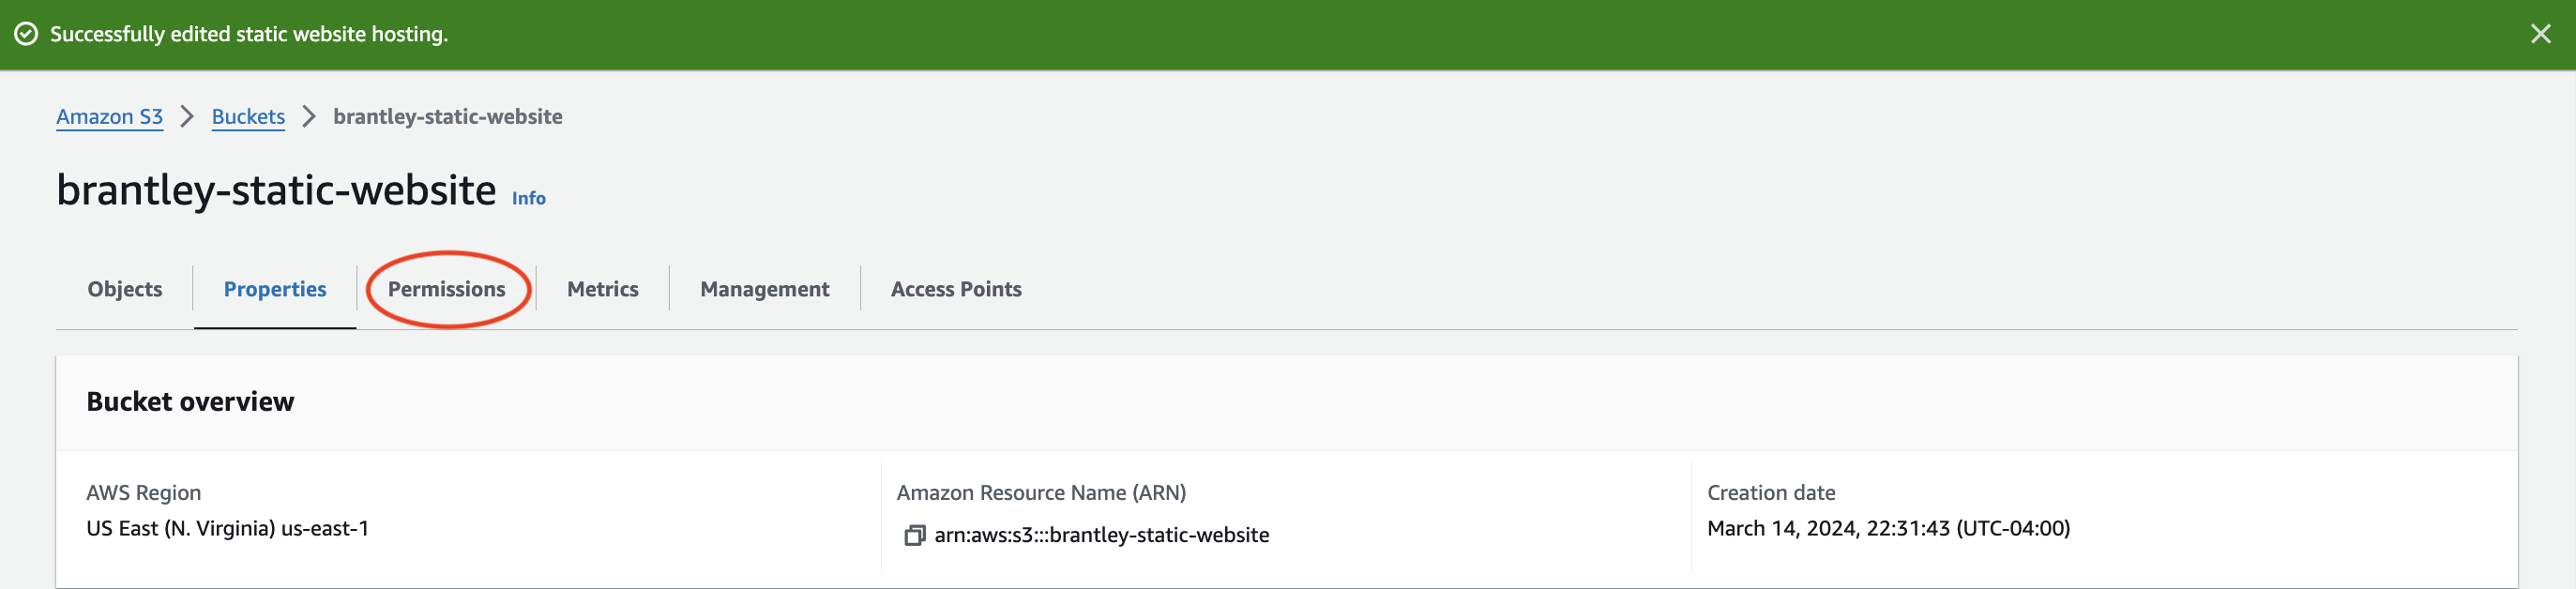 Successfully edited static website hosting.
Amazon S3 Buckets brantley-static-website
brantley-static-website Info
Objects Properties Permissions Metrics Management Access Points
Bucket overview
AWS Region
US East (N. Virginia) us-east-1
Amazon Resource Name (ARN)
arn:aws:s3:::brantley-static-website
Creation date
March 14, 2024, 22:31:43 (UTC-04:00)